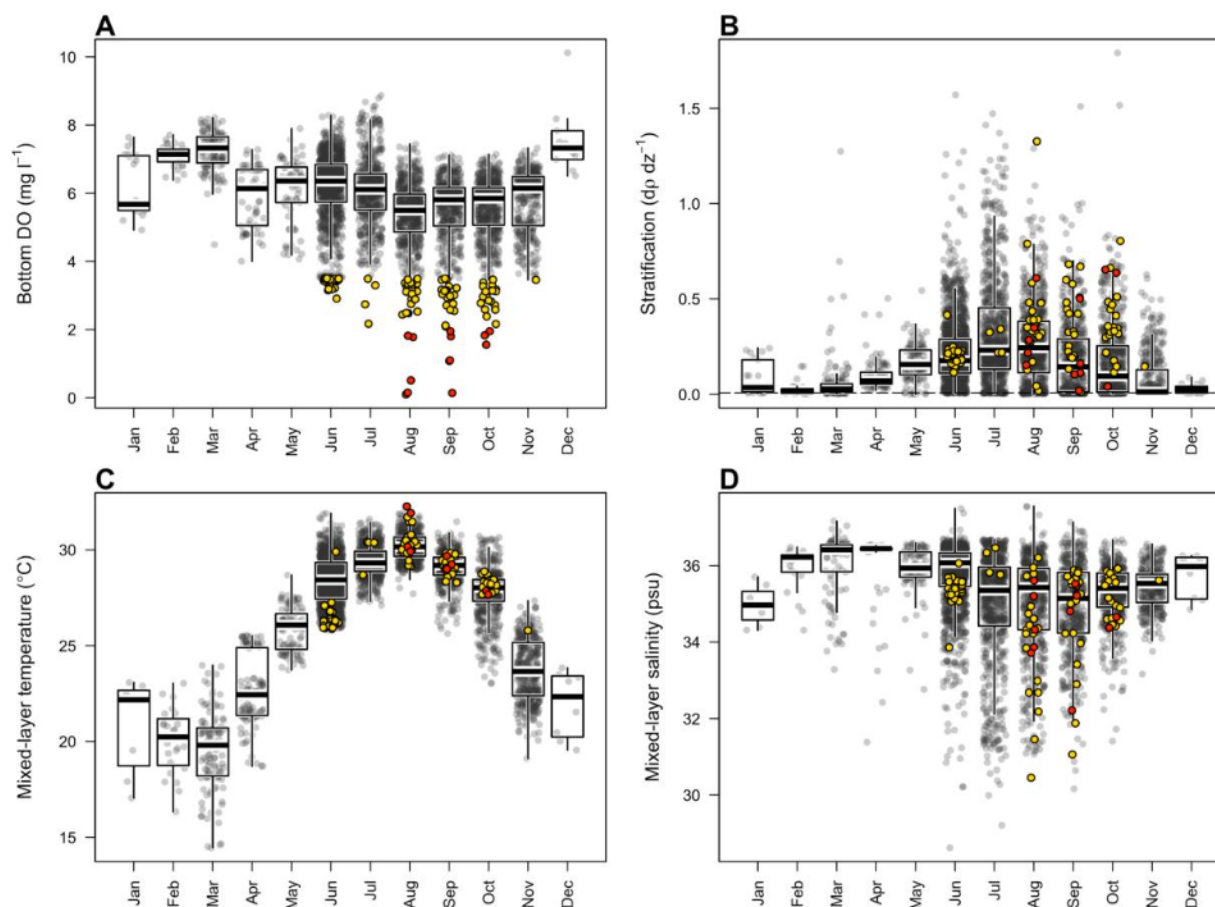 A
Bottom DO (mg l⁻¹)
10
8
6
4
2
0
Jan
Feb
Mar
Apr
May
Jun
Jul
Aug
Sep
Oct
Nov
Dec
B
Stratification (dρ dz⁻¹)
1.5
1.0
0.5
0.0
Jan
Feb
Mar
Apr
May
Jun
Jul
Aug
Sep
Oct
Nov
Dec
C
Mixed-layer temperature (°C)
30
25
20
15
Jan
Feb
Mar
Apr
May
Jun
Jul
Aug
Sep
Oct
Nov
Dec
D
Mixed-layer salinity (psu)
36
34
32
30
Jan
Feb
Mar
Apr
May
Jun
Jul
Aug
Sep
Oct
Nov
Dec